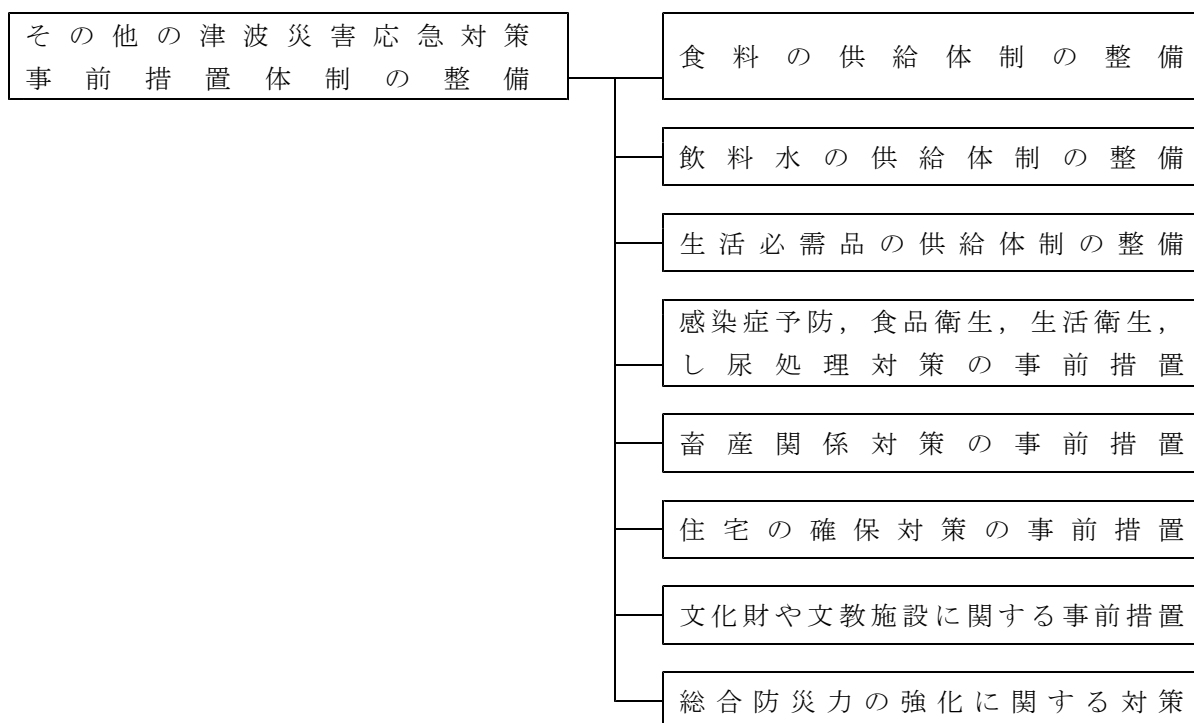 その他の津波災害応急対策
事前措置体制の整備
食料の供給体制の整備
飲料水の供給体制の整備
生活必需品の供給体制の整備
感染症予防，食品衛生，生活衛生，
し尿処理対策の事前措置
畜産関係対策の事前措置
住宅の確保対策の事前措置
文化財や文教施設に関する事前措置
総合防災力の強化に関する対策